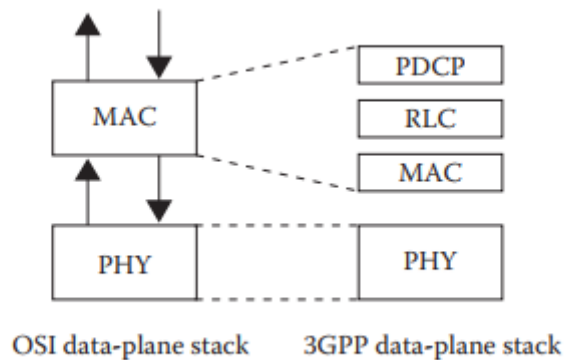 PDCP
MAC
RLC
MAC
PHY
PHY
OSI data-plane stack
3GPP data-plane stack